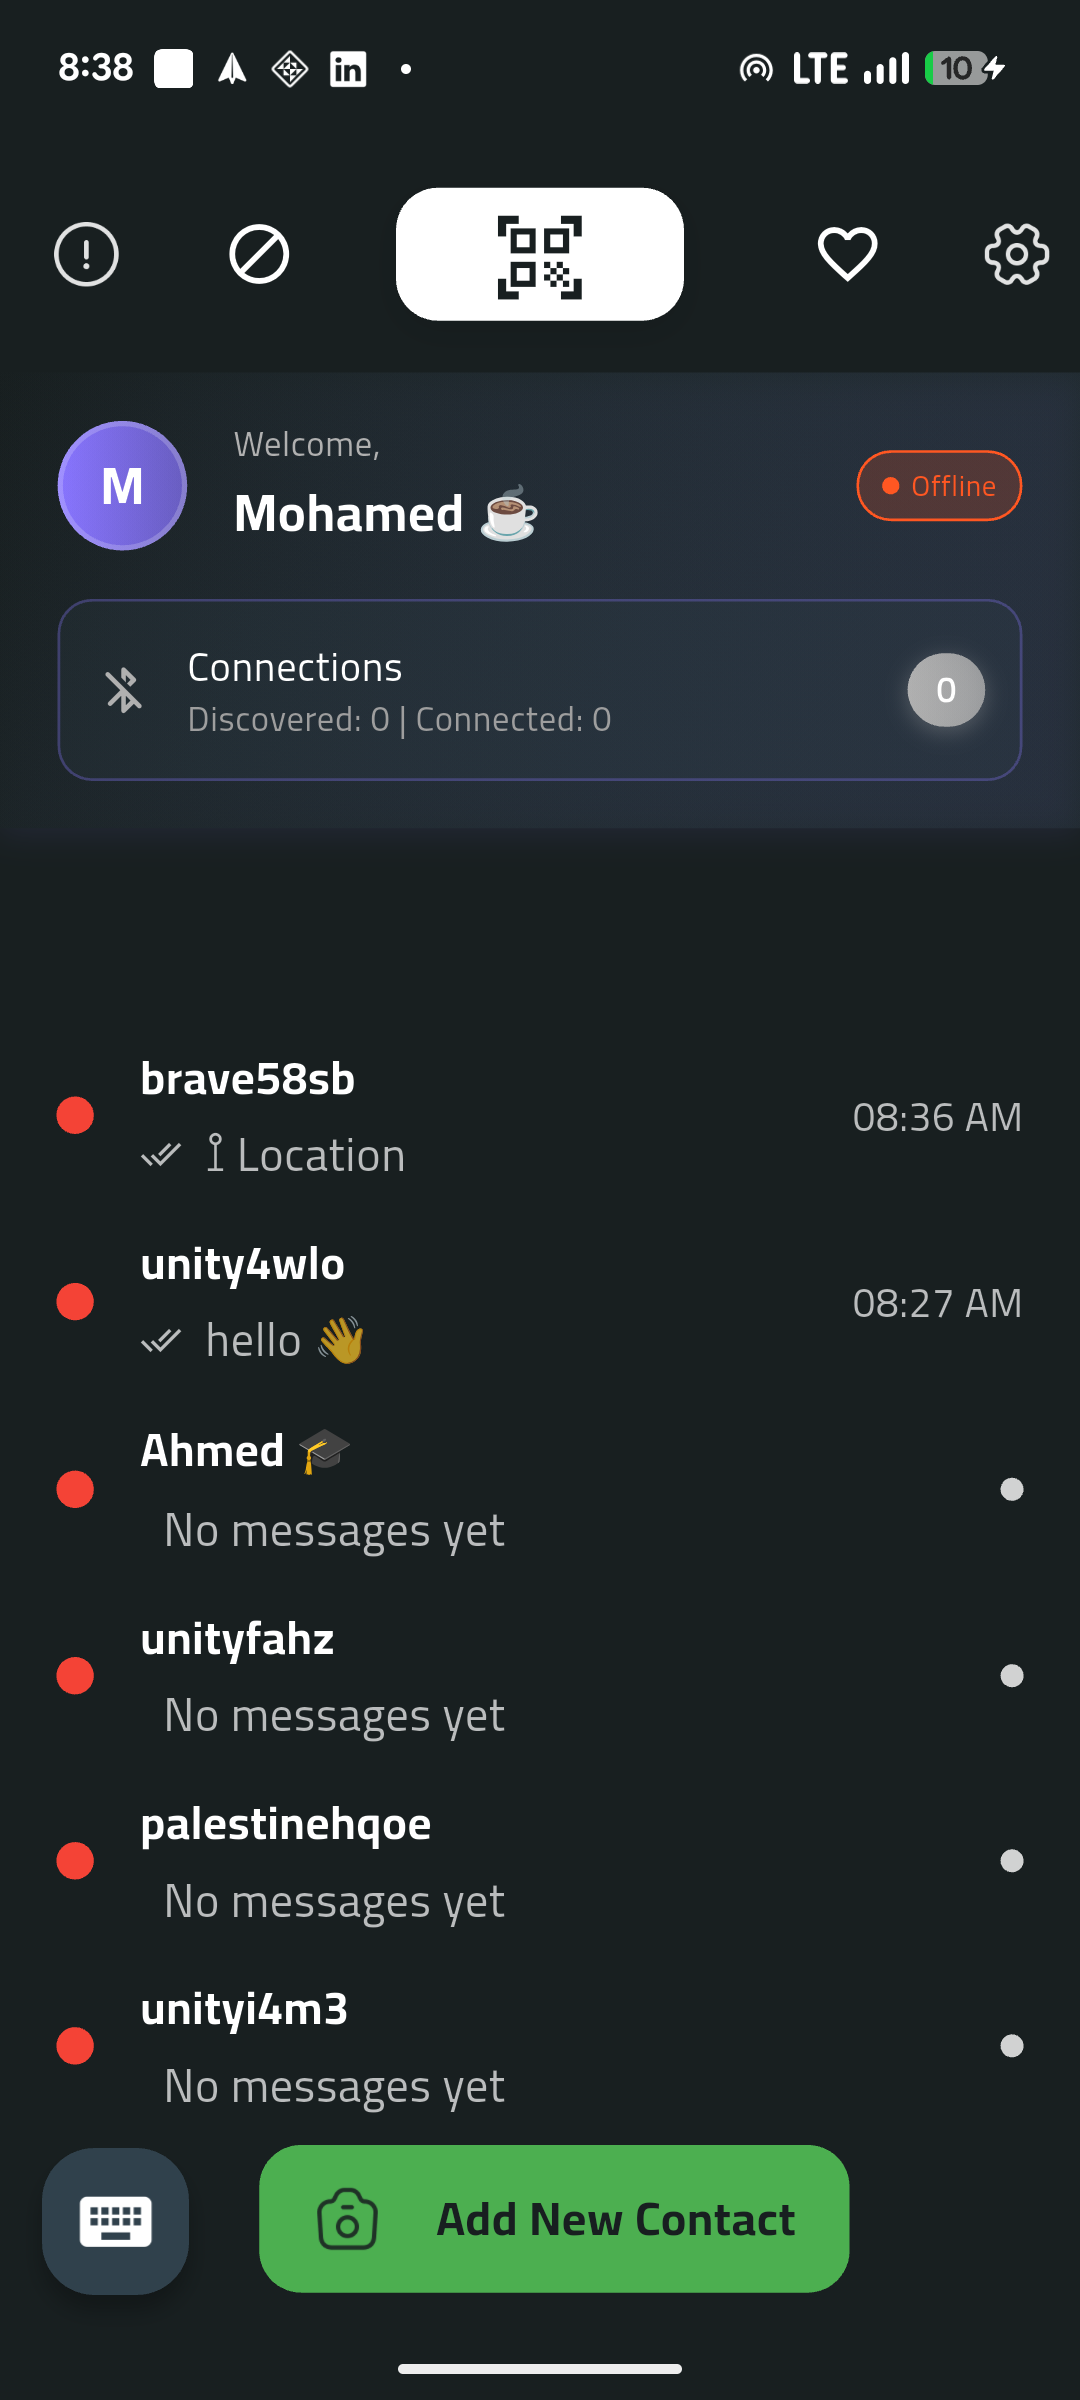 8:38
LTE
10
M
Welcome,
Mohamed ☕
Offline
Connections
Discovered: 0 | Connected: 0
0
brave58sb
Location
08:36 AM
unity4wlo
hello 👋
08:27 AM
Ahmed 🎓
No messages yet
unityfahz
No messages yet
palestinehqoe
No messages yet
unityi4m3
No messages yet
Add New Contact